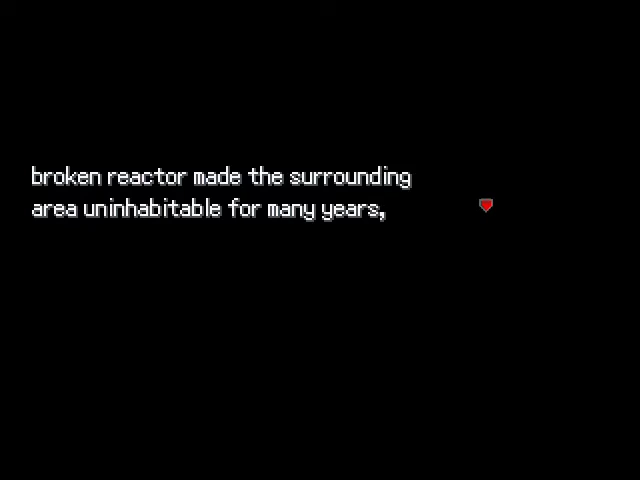 broken reactor made the surrounding
area uninhabitable for many years,